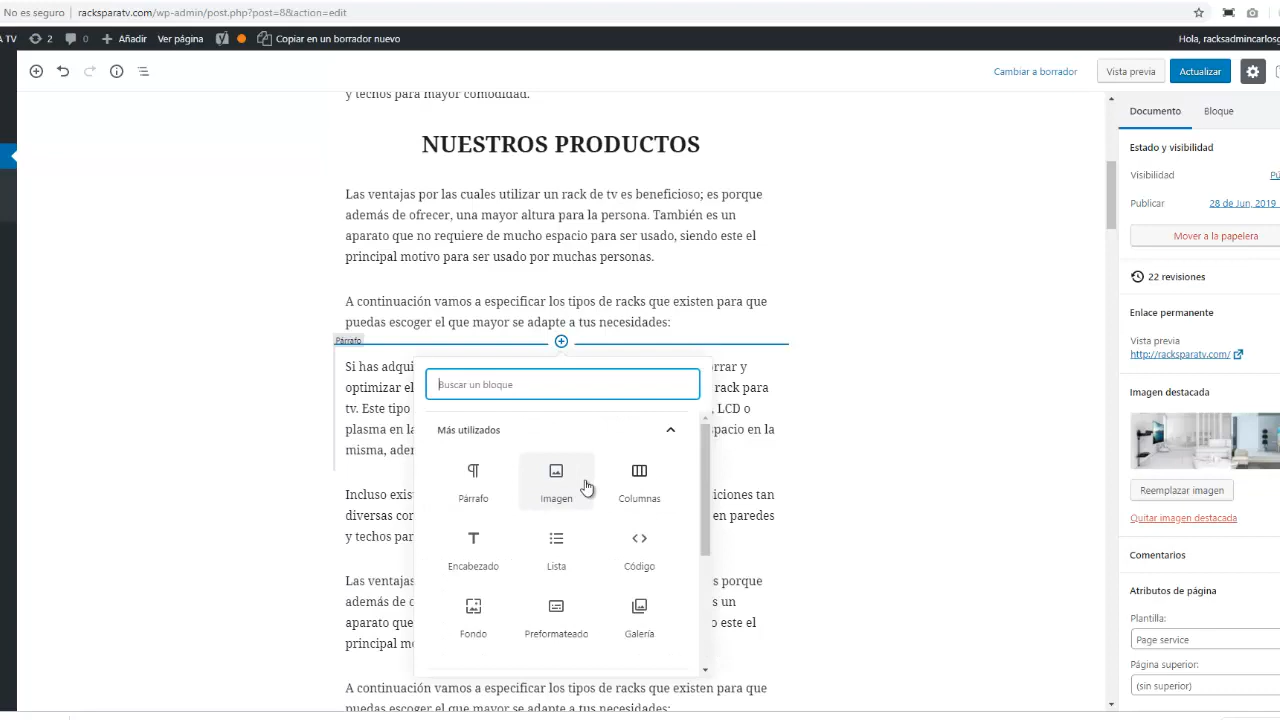 No es seguro racksparatv.com/wp-admin/post.php?post=8&action=edit
A TV 2 0 Añadir Ver página Copiar en un borrador nuevo Hola, racksadmincarlosg
Cambiar a borrador Vista previa Actualizar
y techos para mayor comodidad.
NUESTROS PRODUCTOS
Las ventajas por las cuales utilizar un rack de tv es beneficioso; es porque
además de ofrecer, una mayor altura para la persona. También es un
aparato que no requiere de mucho espacio para ser usado, siendo este el
principal motivo para ser usado por muchas personas.
A continuación vamos a especificar los tipos de racks que existen para que
puedas escoger el que mayor se adapte a tus necesidades:
Párrafo
Si has adqui rrar y
optimizar el rack para
tv. Este tipo , LCD o
plasma en la spacio en la
misma, ader
Incluso exis iciones tan
diversas con en paredes
y techos par
Las ventajas s porque
además de o s un
aparato que o este el
principal mo
A continuación vamos a especificar los tipos de racks que existen para que
puedas escoger el que mayor se adapte a tus necesidades:
Buscar un bloque
Más utilizados
Párrafo Imagen Columnas
Encabezado Lista Código
Fondo Preformateado Galería
Documento Bloque
Estado y visibilidad
Visibilidad Pú
Publicar 28 de Jun, 2019
Mover a la papelera
22 revisiones
Enlace permanente
Vista previa
http://racksparatv.com/
Imagen destacada
Reemplazar imagen
Quitar imagen destacada
Comentarios
Atributos de página
Plantilla:
Page service
Página superior:
(sin superior)